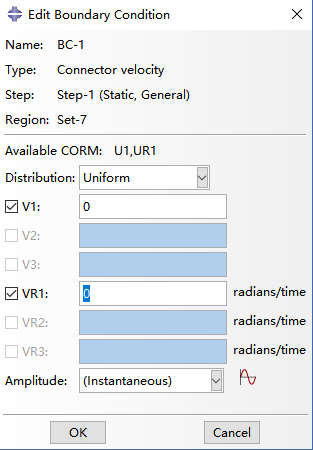 Edit Boundary Condition
Name: BC-1
Type: Connector velocity
Step: Step-1 (Static, General)
Region: Set-7
Available CORM: U1,UR1
Distribution: Uniform
V1: 0
V2:
V3:
VR1: 0 radians/time
VR2: radians/time
VR3: radians/time
Amplitude: (Instantaneous)
OK Cancel